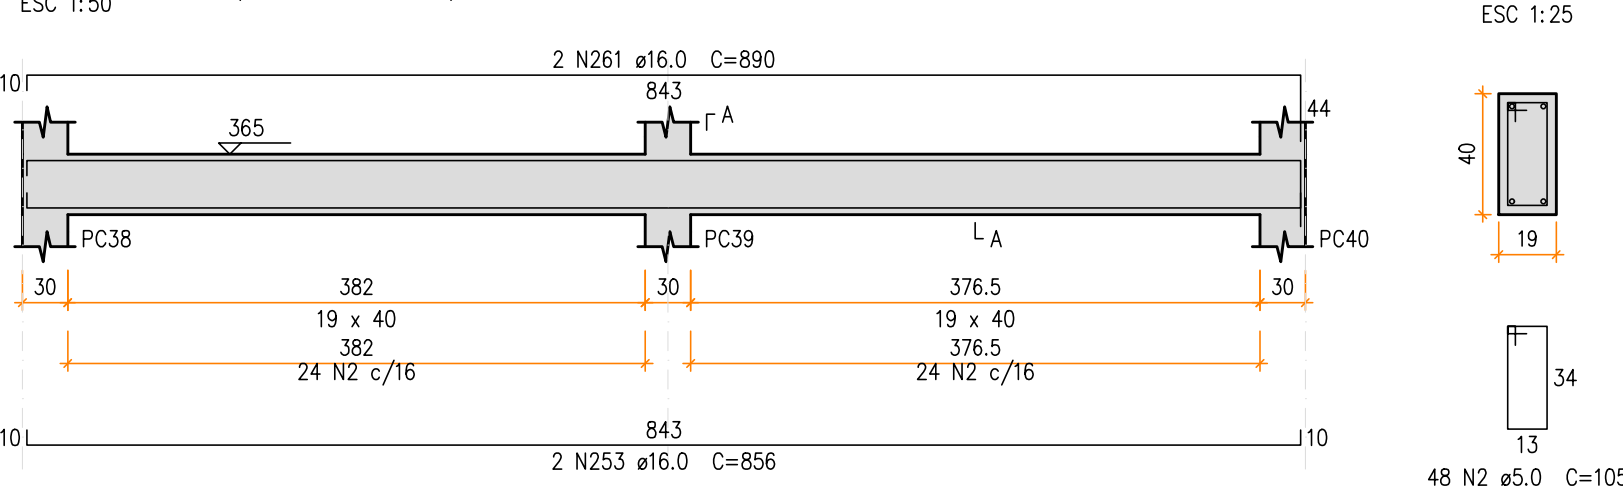 ESC 1:50
ESC 1:25
2 N261 ø16.0 C=890
10
843
44
A
365
40
PC38
PC39
A
PC40
19
30
382
30
376.5
30
19 x 40
19 x 40
382
376.5
24 N2 c/16
24 N2 c/16
34
10
843
10
13
2 N253 ø16.0 C=856
48 N2 ø5.0 C=105